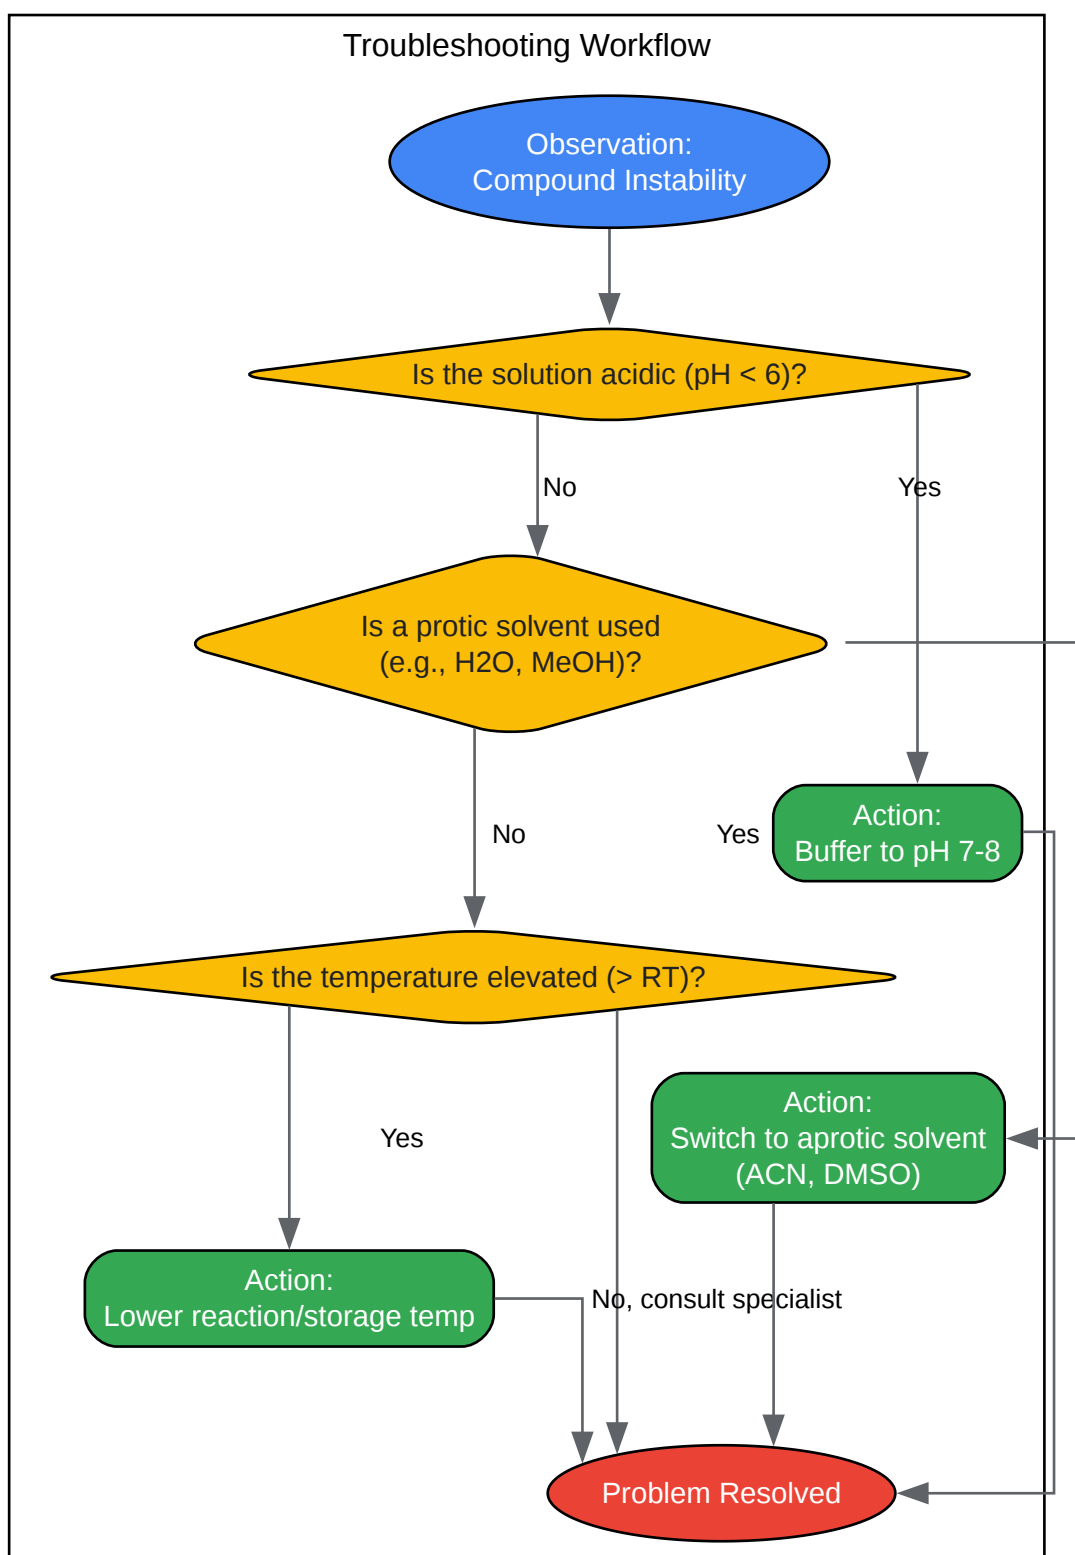 Troubleshooting Workflow
Observation:
Compound Instability
Is the solution acidic (pH < 6)?
No
Yes
Is a protic solvent used
(e.g., H2O, MeOH)?
No
Yes
Action:
Buffer to pH 7-8
Is the temperature elevated (> RT)?
Yes
Action:
Switch to aprotic solvent
(ACN, DMSO)
Action:
Lower reaction/storage temp
No, consult specialist
Problem Resolved